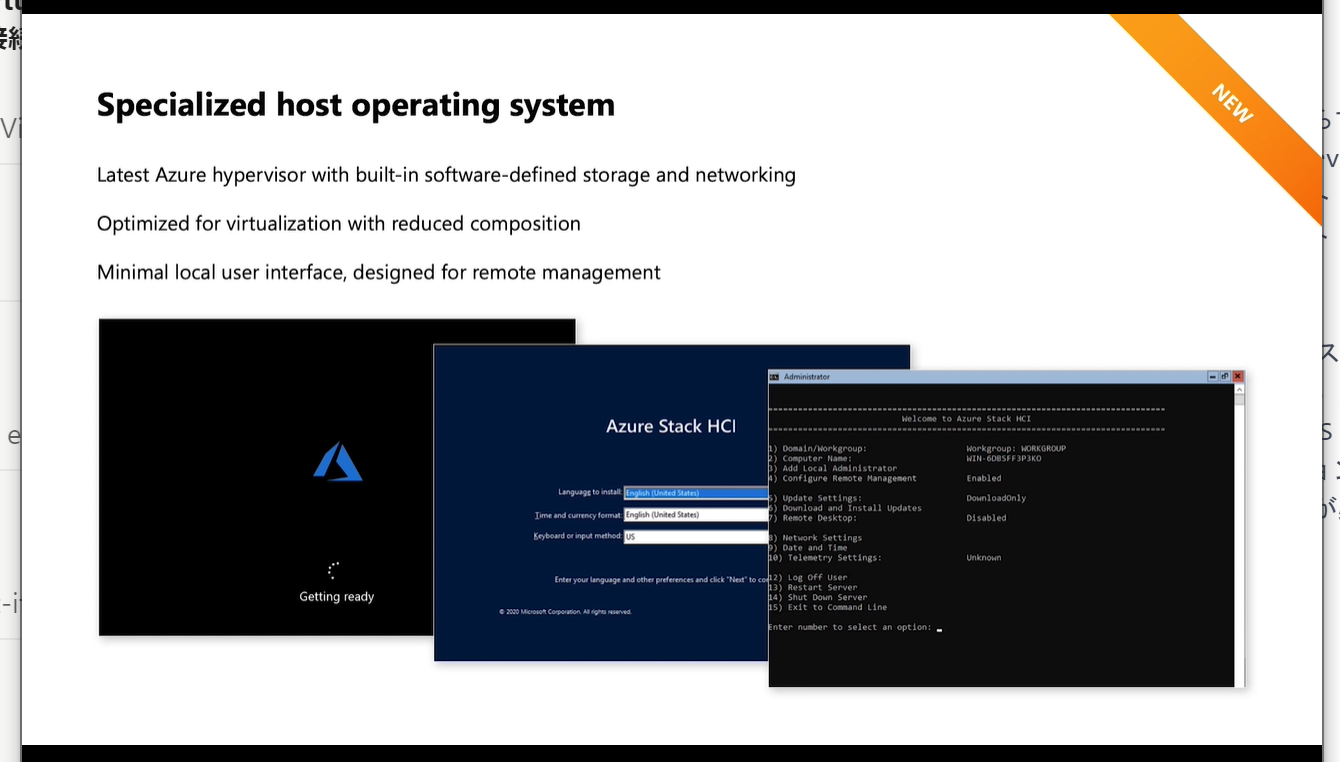 NEW
Specialized host operating system
Latest Azure hypervisor with built-in software-defined storage and networking
Optimized for virtualization with reduced composition
Minimal local user interface, designed for remote management
Getting ready
Azure Stack HCI
Language to install: English (United States)
Time and currency format: English (United States)
Keyboard or input method: US
Enter your language and other preferences and click "Next" to
© 2020 Microsoft Corporation. All rights reserved.
Administrator
Welcome to Azure Stack HCI
1) Domain/Workgroup: Workgroup: WORKGROUP
2) Computer Name: WIN-6DBSFF3P3KO
3) Add Local Administrator
4) Configure Remote Management Enabled
5) Update Settings: DownloadOnly
6) Download and Install Updates
7) Remote Desktop: Disabled
8) Network Settings
9) Date and Time
10) Telemetry Settings: Unknown
12) Log Off User
13) Restart Server
14) Shut Down Server
15) Exit to Command Line
Enter number to select an option: